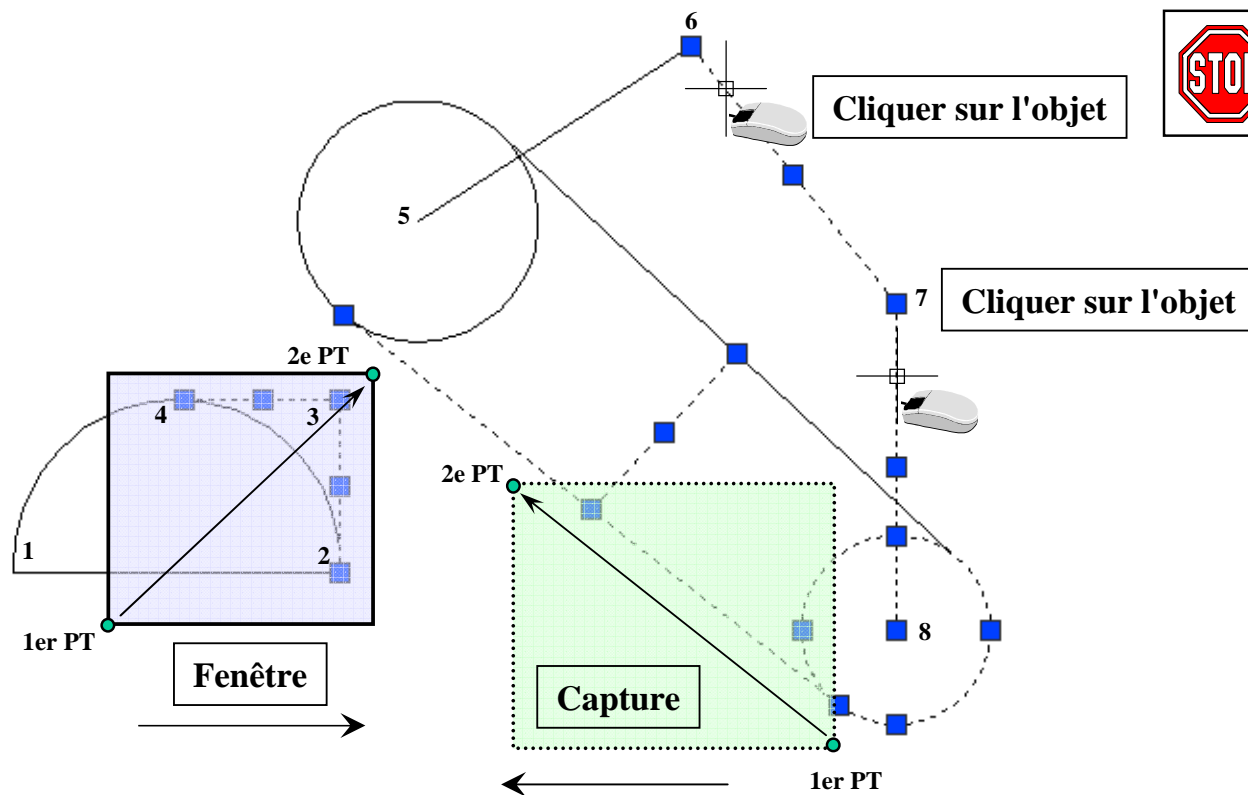 6
STO
Cliquer sur l'objet
5
7
Cliquer sur l'objet
2e PT
4
3
2e PT
1
2
1er PT
8
Fenêtre
Capture
1er PT